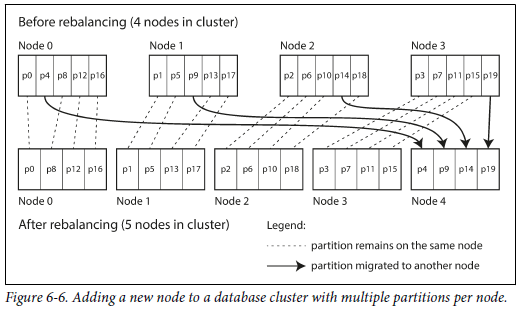 Before rebalancing (4 nodes in cluster)
Node 0 Node 1 Node 2 Node 3
p0 p4 p8 p12 p16 p1 p5 p9 p13 p17 p2 p6 p10 p14 p18 p3 p7 p11 p15 p19
p0 p8 p12 p16 p1 p5 p13 p17 p2 p6 p10 p18 p3 p7 p11 p15 p4 p9 p14 p19
Node 0 Node 1 Node 2 Node 3 Node 4
After rebalancing (5 nodes in cluster)
Legend:
partition remains on the same node
partition migrated to another node
Figure 6-6. Adding a new node to a database cluster with multiple partitions per node.